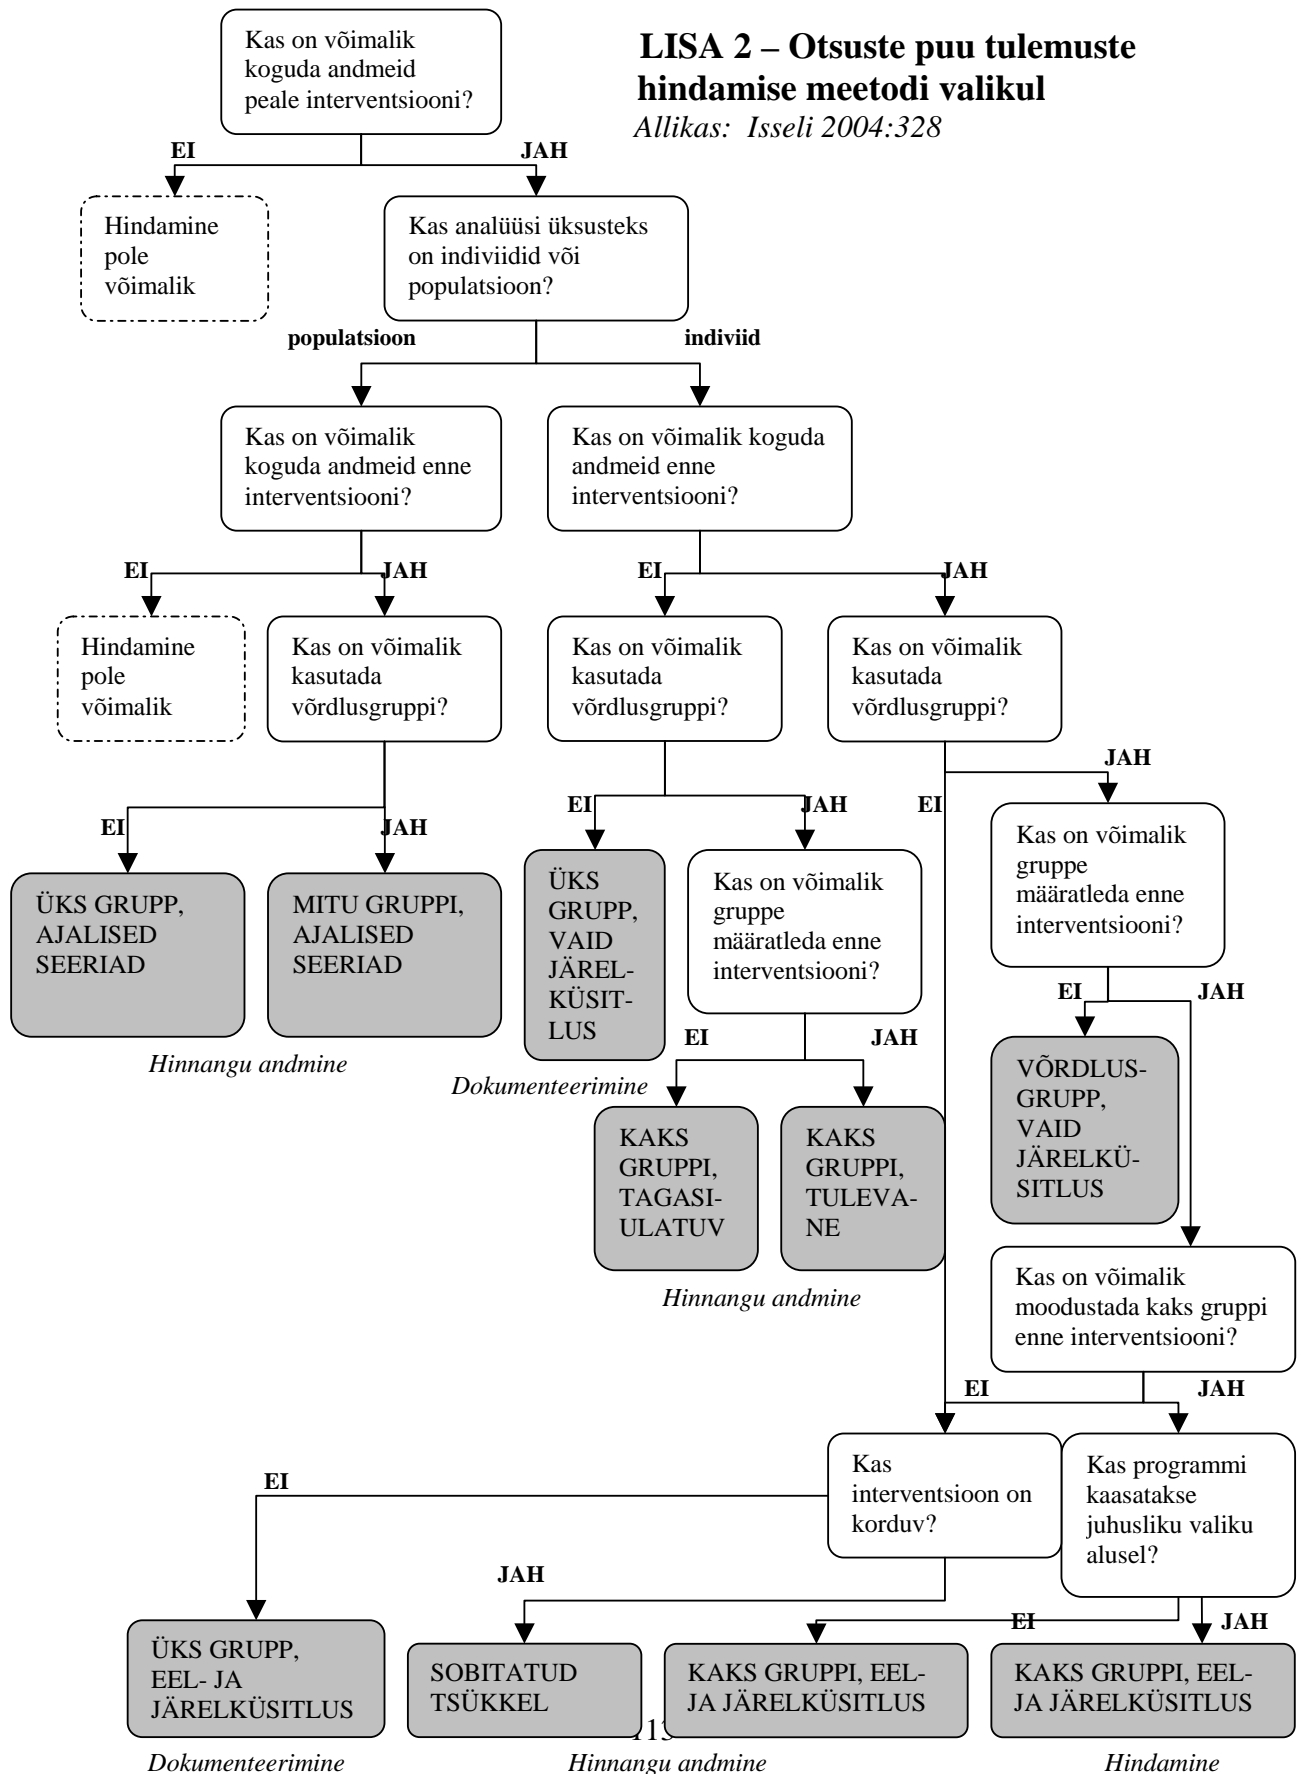 LISA 2 – Otsuste puu tulemuste
hindamise meetodi valikul
Allikas: Isseli 2004:328
Kas on võimalik
koguda andmeid
peale interventsiooni?
EI
JAH
Hindamine
pole
võimalik
Kas analüüsi üksusteks
on indiviidid või
populatsioon?
populatsioon
indiviid
Kas on võimalik
koguda andmeid enne
interventsiooni?
Kas on võimalik koguda
andmeid enne
interventsiooni?
EI
JAH
EI
JAH
Hindamine
pole
võimalik
Kas on võimalik
kasutada
võrdlusgruppi?
Kas on võimalik
kasutada
võrdlusgruppi?
Kas on võimalik
kasutada
võrdlusgruppi?
EI
JAH
EI
JAH
EI
JAH
ÜKS GRUPP,
AJALISED
SEERIAD
MITU GRUPPI,
AJALISED
SEERIAD
Hinnangu andmine
ÜKS
GRUPP,
VAID
JÄREL-
KÜSIT-
LUS
Dokumenteerimine
Kas on võimalik
gruppe
määratleda enne
interventsiooni?
Kas on võimalik
gruppe
määratleda enne
interventsiooni?
EI
JAH
EI
JAH
KAKS
GRUPPI,
TAGASI-
ULATUV
KAKS
GRUPPI,
TULEVA-
NE
Hinnangu andmine
VÕRDLUS-
GRUPP,
VAID
JÄRELKÜ-
SITLUS
Kas on võimalik
moodustada kaks gruppi
enne interventsiooni?
EI
JAH
Kas
interventsioon on
korduv?
Kas programmi
kaasatakse
juhusliku valiku
alusel?
EI
JAH
EI
JAH
ÜKS GRUPP,
EEL- JA
JÄRELKÜSITLUS
SOBITATUD
TSÜKKEL
KAKS GRUPPI, EEL-
JA JÄRELKÜSITLUS
KAKS GRUPPI, EEL-
JA JÄRELKÜSITLUS
113
Dokumenteerimine
Hinnangu andmine
Hindamine